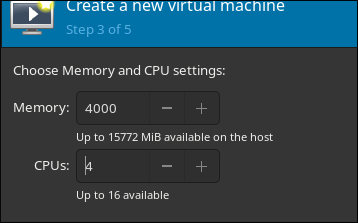 Create a new virtual machine
Step 3 of 5
Choose Memory and CPU settings:
Memory: 4000 − +
Up to 15772 MiB available on the host
CPUs: 4 − +
Up to 16 available